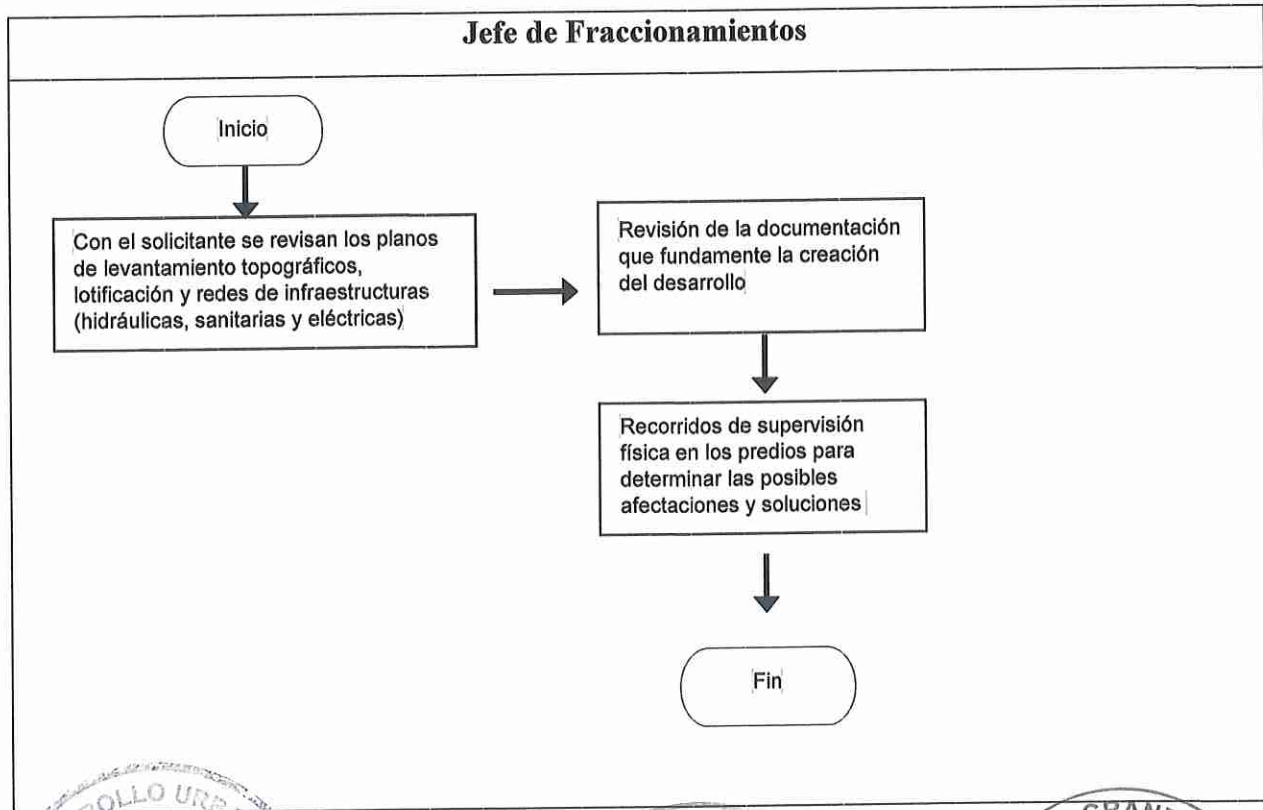 Jefe de Fraccionamientos
Inicio
Con el solicitante se revisan los planos
de levantamiento topográficos,
lotificación y redes de infraestructuras
(hidráulicas, sanitarias y eléctricas)
Revisión de la documentación
que fundamente la creación
del desarrollo
Recorridos de supervisión
física en los predios para
determinar las posibles
afectaciones y soluciones
Fin